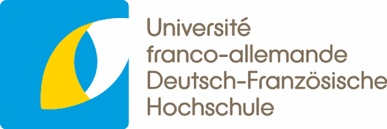 Université
franco-allemande
Deutsch-Französische
Hochschule